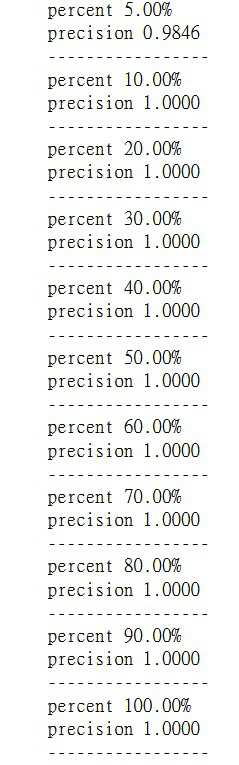 percent 5.00%
precision 0.9846
-----------------
percent 10.00%
precision 1.0000
-----------------
percent 20.00%
precision 1.0000
-----------------
percent 30.00%
precision 1.0000
-----------------
percent 40.00%
precision 1.0000
-----------------
percent 50.00%
precision 1.0000
-----------------
percent 60.00%
precision 1.0000
-----------------
percent 70.00%
precision 1.0000
-----------------
percent 80.00%
precision 1.0000
-----------------
percent 90.00%
precision 1.0000
-----------------
percent 100.00%
precision 1.0000
-----------------